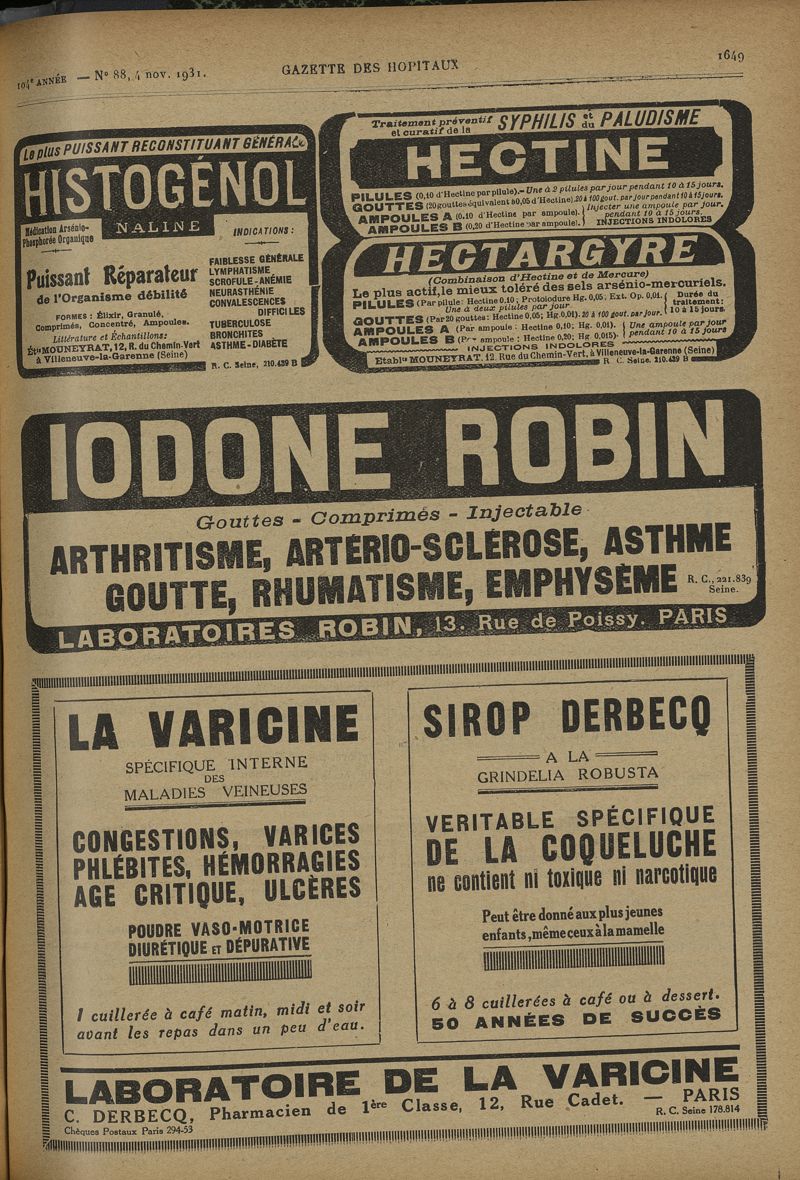 104e ANNÉE — No 88, 4 nov. 1931.
GAZETTE DES HOPITAUX
1649
Le plus PUISSANT RECONSTITUANT GÉNÉRAL
HISTOGÉNOL
NALINE
Médication Arsénio-
Phosphorée Organique
Puissant Réparateur
de l'Organisme débilité
FORMES : Élixir, Granulé,
Comprimés, Concentré, Ampoules.
Littérature et Échantillons:
Éts MOUNEYRAT, 12, R. du Chemin-Vert
à Villeneuve-la-Garenne (Seine)
INDICATIONS :
FAIBLESSE GÉNÉRALE
LYMPHATISME
SCROFULE-ANÉMIE
NEURASTHÉNIE
CONVALESCENCES
DIFFICILES
TUBERCULOSE
BRONCHITES
ASTHME-DIABÈTE
R. C. Seine, 210.439 B
Traitement préventif et curatif de la SYPHILIS et du PALUDISME
HECTINE
PILULES (0,10 d'Hectine par pilule).- Une à 2 pilules par jour pendant 10 à 15 jours.
GOUTTES (20 gouttes équivalent à 0,05 d'Hectine). 20 à 100 gout. par jour pendant 10 à 15 jours.
AMPOULES A (0,10 d'Hectine par ampoule). Injecter une ampoule par jour.
AMPOULES B (0,20 d'Hectine par ampoule). pendant 10 à 15 jours.
INJECTIONS INDOLORES
HECTARGYRE
(Combinaison d'Hectine et de Mercure)
Le plus actif, le mieux toléré des sels arsénio-mercuriels.
PILULES (Par pilule : Hectine 0,10 ; Protoiodure Hg. 0,05 ; Ext. Op. 0,01.
Une à deux pilules par jour
GOUTTES (Par 20 gouttes : Hectine 0,05 ; Hg. 0,01). 20 à 100 gout. par jour.
Durée du
traitement:
10 à 15 jours.
AMPOULES A (Par ampoule : Hectine 0,10 ; Hg. 0,01). Une ampoule par jour
AMPOULES B (Par ampoule : Hectine 0,20 ; Hg. 0,015). pendant 10 à 15 jours
INJECTIONS INDOLORES
Etablts MOUNEYRAT, 12, Rue du Chemin-Vert, à Villeneuve-la-Garenne (Seine)
R. C. Seine, 210.439 B
IODONE ROBIN
Gouttes - Comprimés - Injectable
ARTHRITISME, ARTÉRIO-SCLÉROSE, ASTHME
GOUTTE, RHUMATISME, EMPHYSÈME
R. C., 221.839
Seine.
LABORATOIRES ROBIN, 13, Rue de Poissy. PARIS
LA VARICINE
SPÉCIFIQUE INTERNE
DES
MALADIES VEINEUSES
CONGESTIONS, VARICES
PHLÉBITES, HÉMORRAGIES
AGE CRITIQUE, ULCÈRES
POUDRE VASO-MOTRICE
DIURÉTIQUE ET DÉPURATIVE
1 cuillerée à café matin, midi et soir
avant les repas dans un peu d'eau.
SIROP DERBECQ
A LA
GRINDELIA ROBUSTA
VERITABLE SPÉCIFIQUE
DE LA COQUELUCHE
ne contient ni toxique ni narcotique
Peut être donné aux plus jeunes
enfants, même ceux à la mamelle
6 à 8 cuillerées à café ou à dessert.
50 ANNÉES DE SUCCÈS
LABORATOIRE DE LA VARICINE
C. DERBECQ, Pharmacien de 1ère Classe, 12, Rue Cadet. — PARIS
Chèques Postaux Paris 294-53
R. C. Seine 178.814